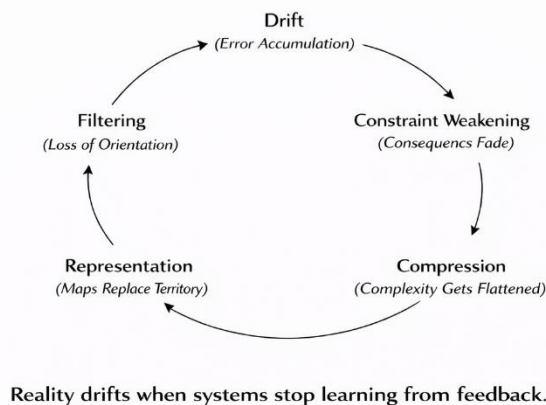 Drift
(Error Accumulation)
Constraint Weakening
(Consequencs Fade)
Compression
(Complexity Gets Flattened)
Representation
(Maps Replace Territory)
Filtering
(Loss of Orientation)
Reality drifts when systems stop learning from feedback.